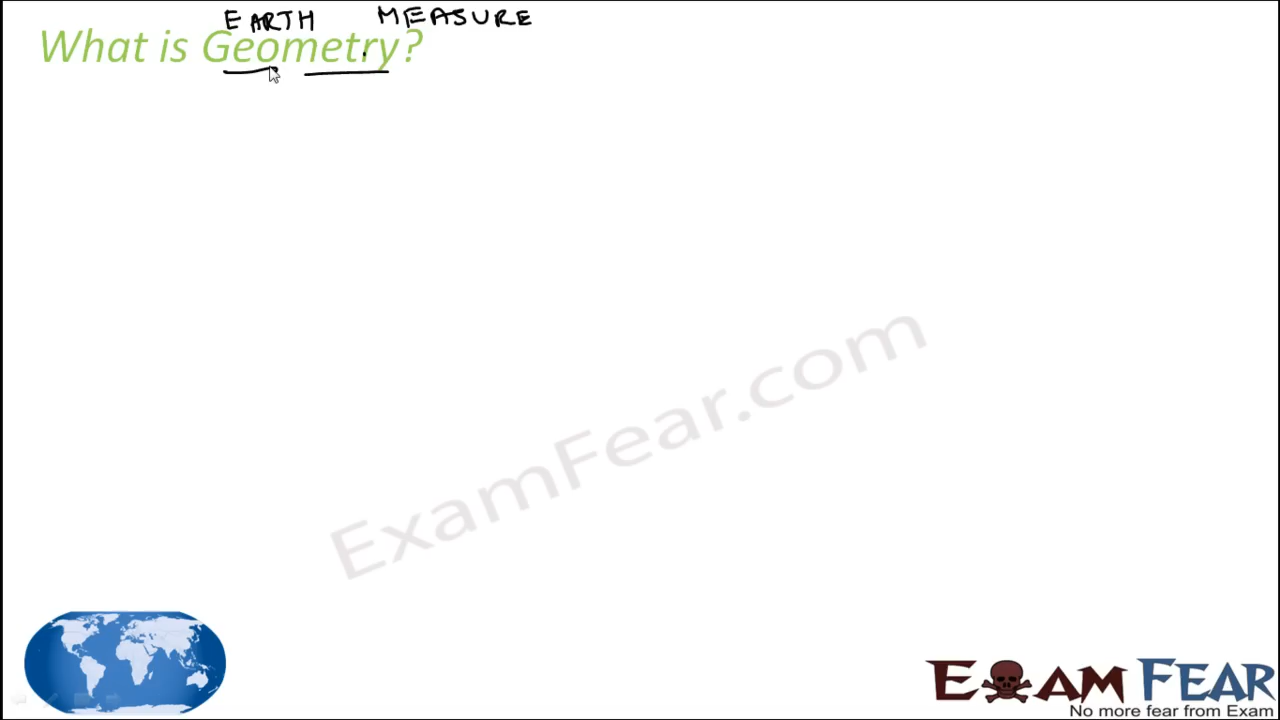 EARTH MEASURE
What is Geometry?
ExamFear.com
EXAM FEAR
No more fear from Exam